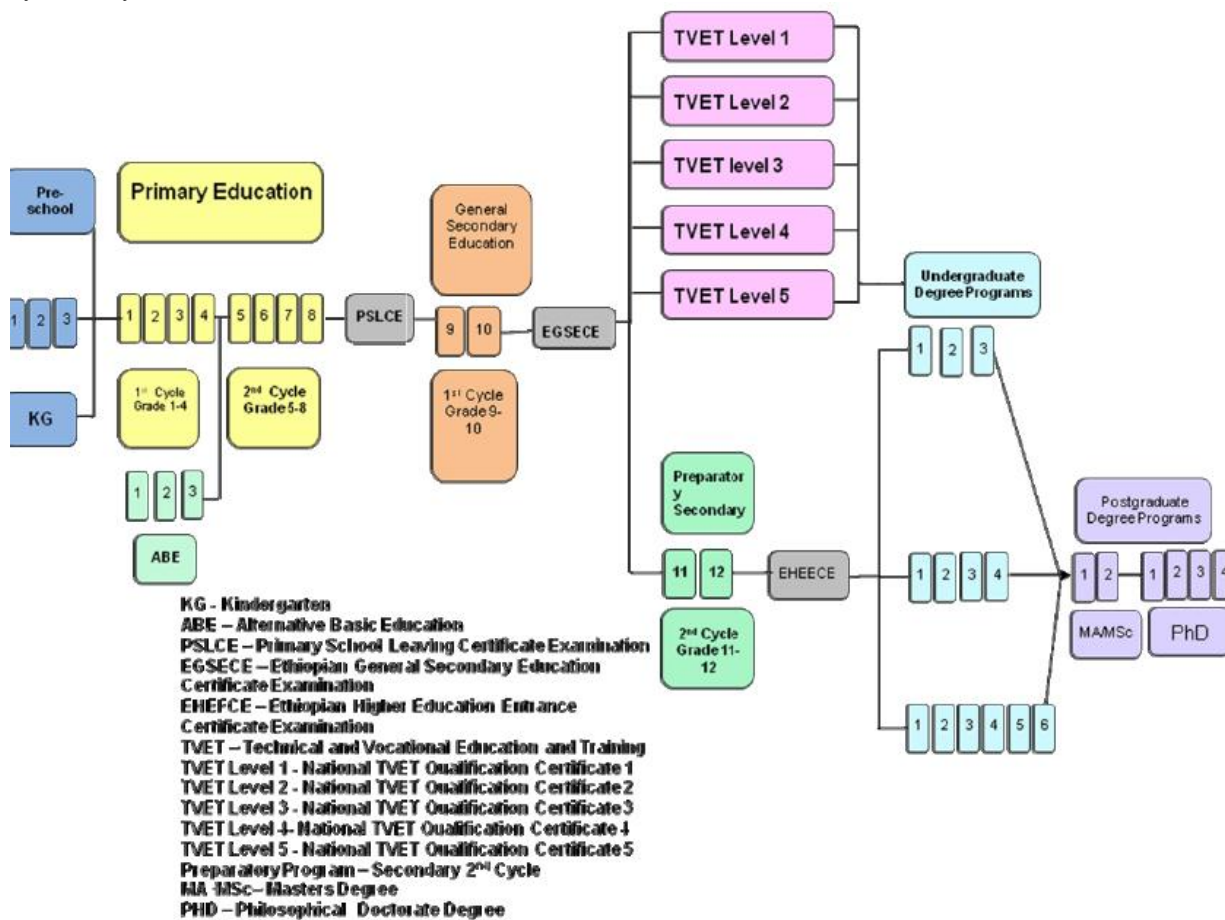 TVET Level 1
TVET Level 2
TVET level 3
TVET Level 4
TVET Level 5
Pre-
school
Primary Education
General
Secondary
Education
Undergraduate
Degree Programs
1 2 3
1 2 3 4
5 6 7 8
PSLCE
9 10
EGSECE
1 2 3
KG
1st Cycle
Grade 1-4
2nd Cycle
Grade 5-8
1st Cycle
Grade 9-
10
1 2 3
ABE
Preparator
y
Secondary
11 12
EHEECE
2nd Cycle
Grade 11-
12
1 2 3 4
1 2 3 4 5 6
Postgraduate
Degree Programs
1 2
1 2 3 4
MA/MSc
PhD
KG - Kindergarten
ABE – Alternative Basic Education
PSLCE – Primary School Leaving Certificate Examination
EGSECE – Ethiopian General Secondary Education
Certificate Examination
EHEFCE – Ethiopian Higher Education Entrance
Certificate Examination
TVET – Technical and Vocational Education and Training
TVET Level 1 - National TVET Qualification Certificate 1
TVET Level 2 - National TVET Qualification Certificate 2
TVET Level 3 - National TVET Qualification Certificate 3
TVET Level 4- National TVET Qualification Certificate 4
TVET Level 5 - National TVET Qualification Certificate 5
Preparatory Program – Secondary 2nd Cycle
MA -MSc – Masters Degree
PHD – Philosophical Doctorate Degree